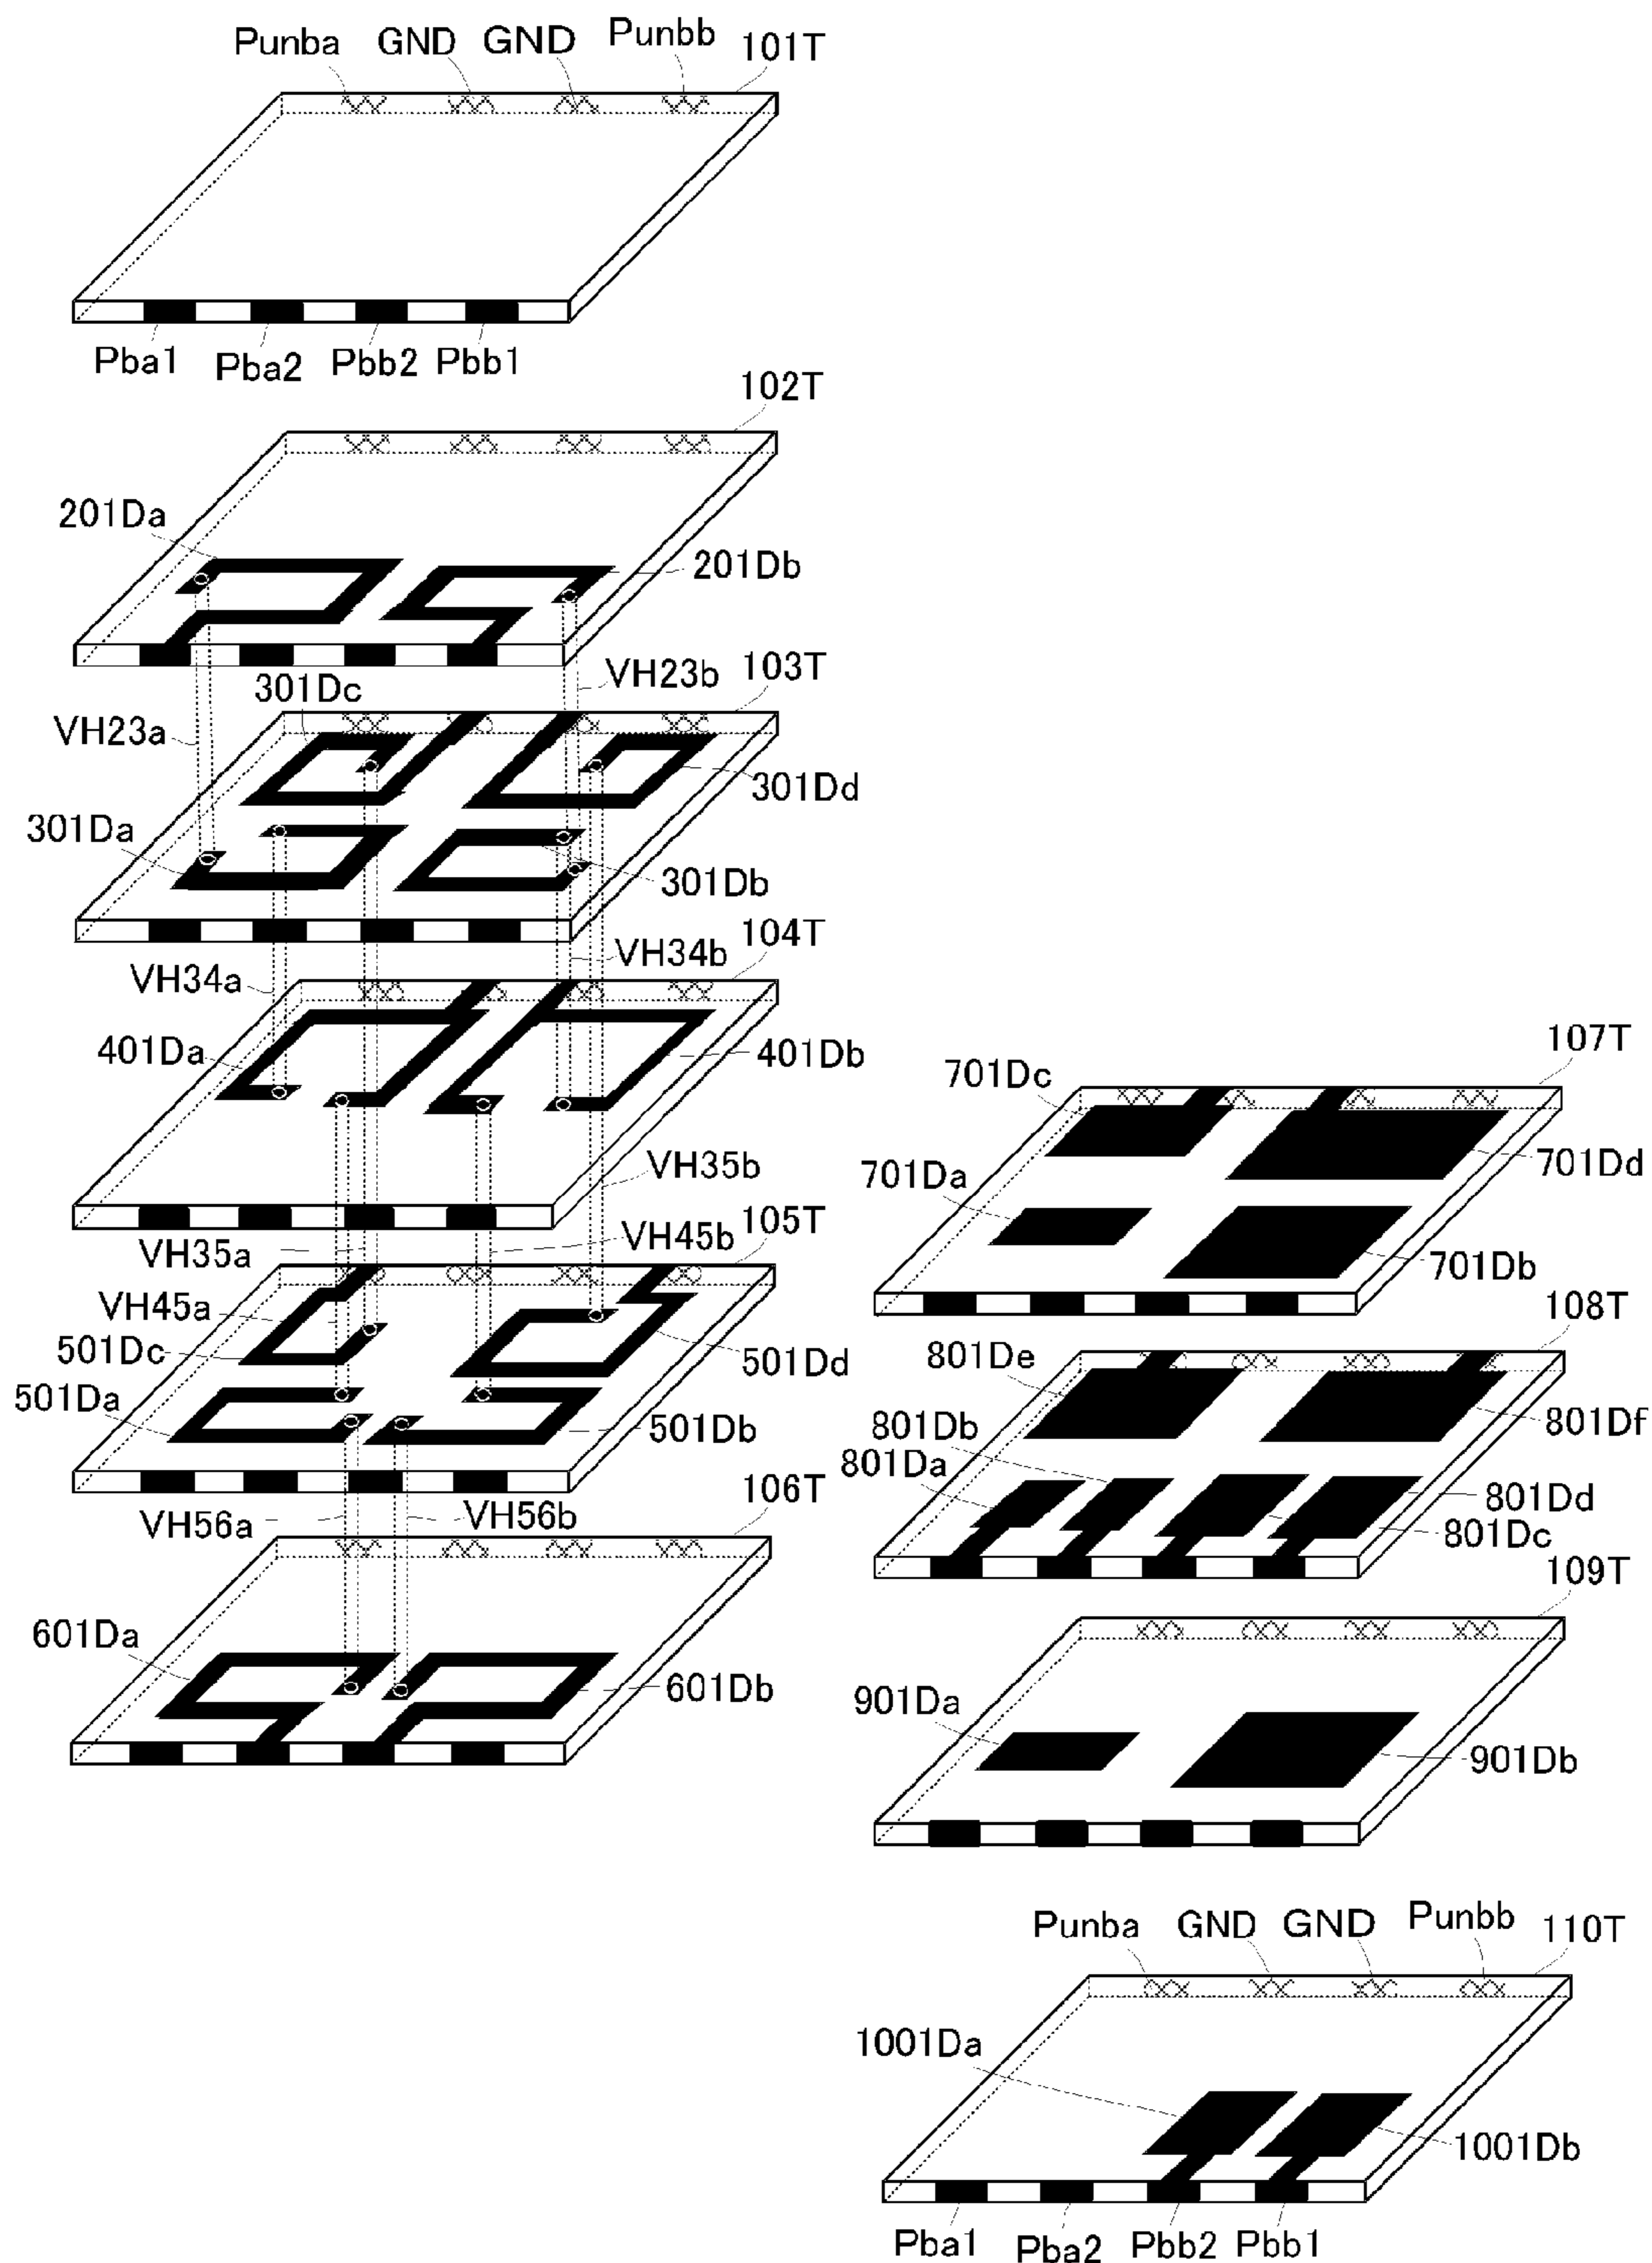 Punba GND GND Punbb 101T
Pba1 Pba2 Pbb2 Pbb1
102T
201Da
201Db
VH23b 103T
301Dc
VH23a
301Dd
301Da
301Db
104T
VH34b
VH34a
401Da 401Db
VH35b
105T
VH45b
VH35a
VH45a
501Dc 501Dd
501Da
501Db
106T
VH56a VH56b
601Da
601Db
107T
701Dc
701Da 701Dd
701Db
108T
801De
801Db 801Df
801Da
801Dd
801Dc
109T
901Da
901Db
Punba GND GND Punbb 110T
1001Da
1001Db
Pba1 Pba2 Pbb2 Pbb1